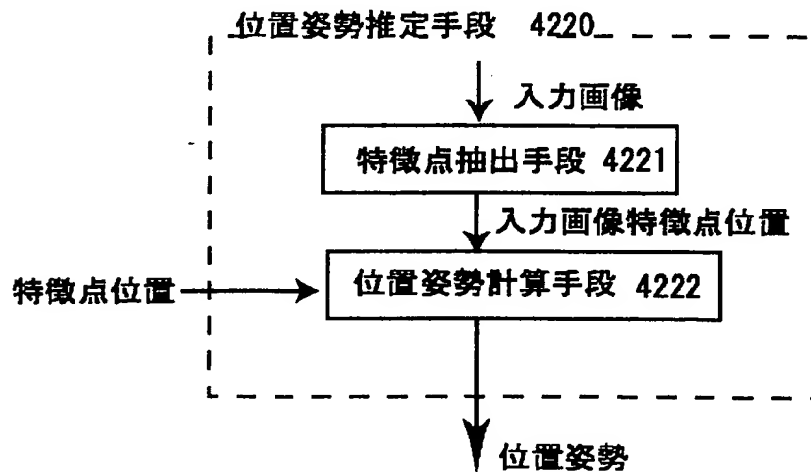 位置姿勢推定手段 4220
入力画像
特徴点抽出手段 4221
入力画像特徴点位置
特徴点位置
位置姿勢計算手段 4222
位置姿勢